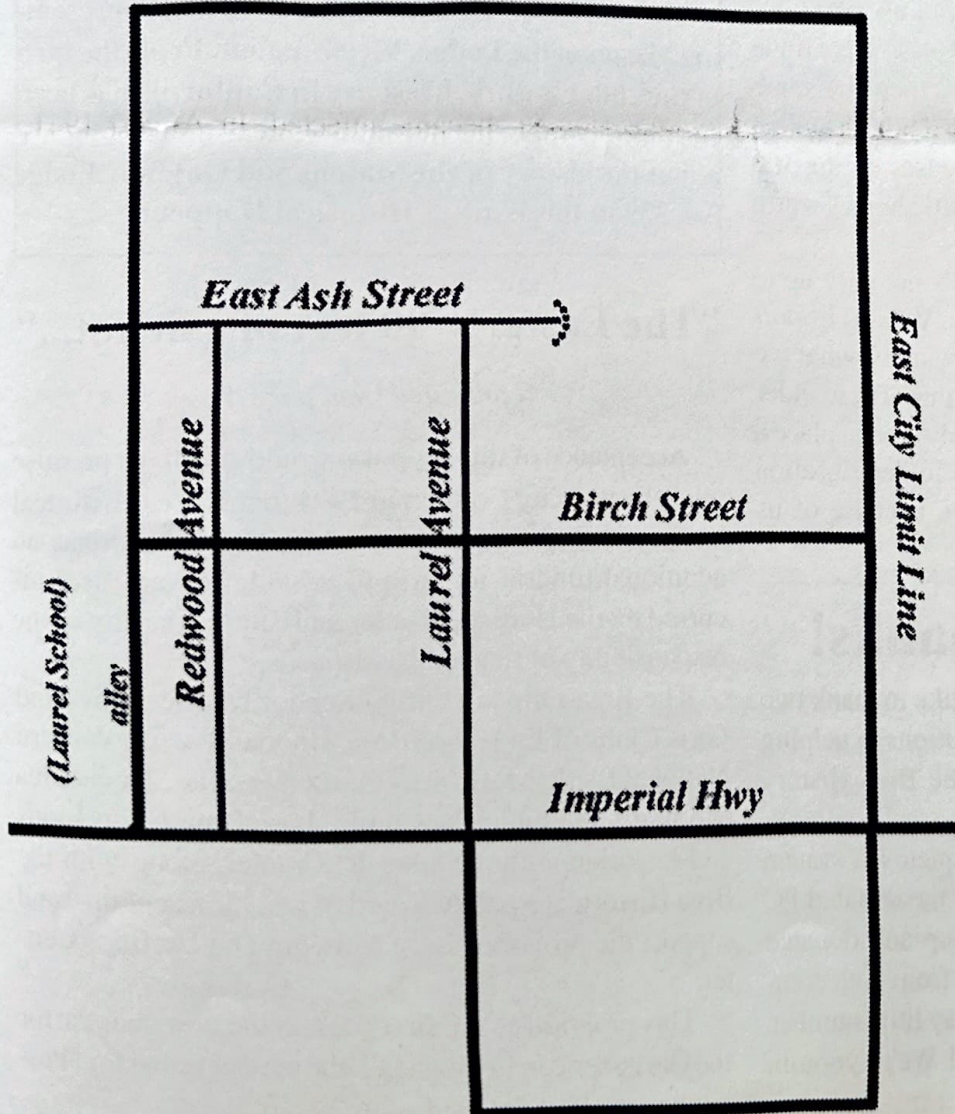 East Ash Street
East City Limit Line
Redwood Avenue
Laurel Avenue
Birch Street
(Laurel School)
alley
Imperial Hwy